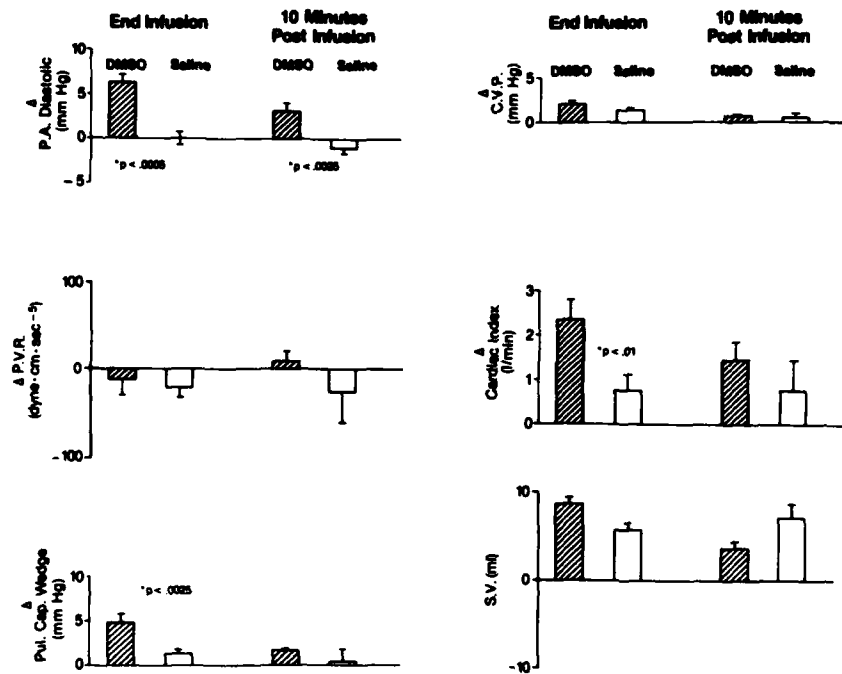 End Infusion
10 Minutes
Post Infusion
DMSO Saline DMSO Saline
Δ
P.A. Diastolic
(mm Hg)
10
5
0
-5
*p < .0005
*p < .0025
Δ P.V.R.
(dyne·cm·sec⁻⁵)
100
0
-100
Δ
Pul. Cap. Wedge
(mm Hg)
10
5
0
*p < .0025
End Infusion
10 Minutes
Post Infusion
DMSO Saline DMSO Saline
Δ
C.V.P.
(mm Hg)
5
0
Δ
Cardiac Index
(l/min)
3
2
1
0
*p < .01
S.V. (ml)
10
0
-10